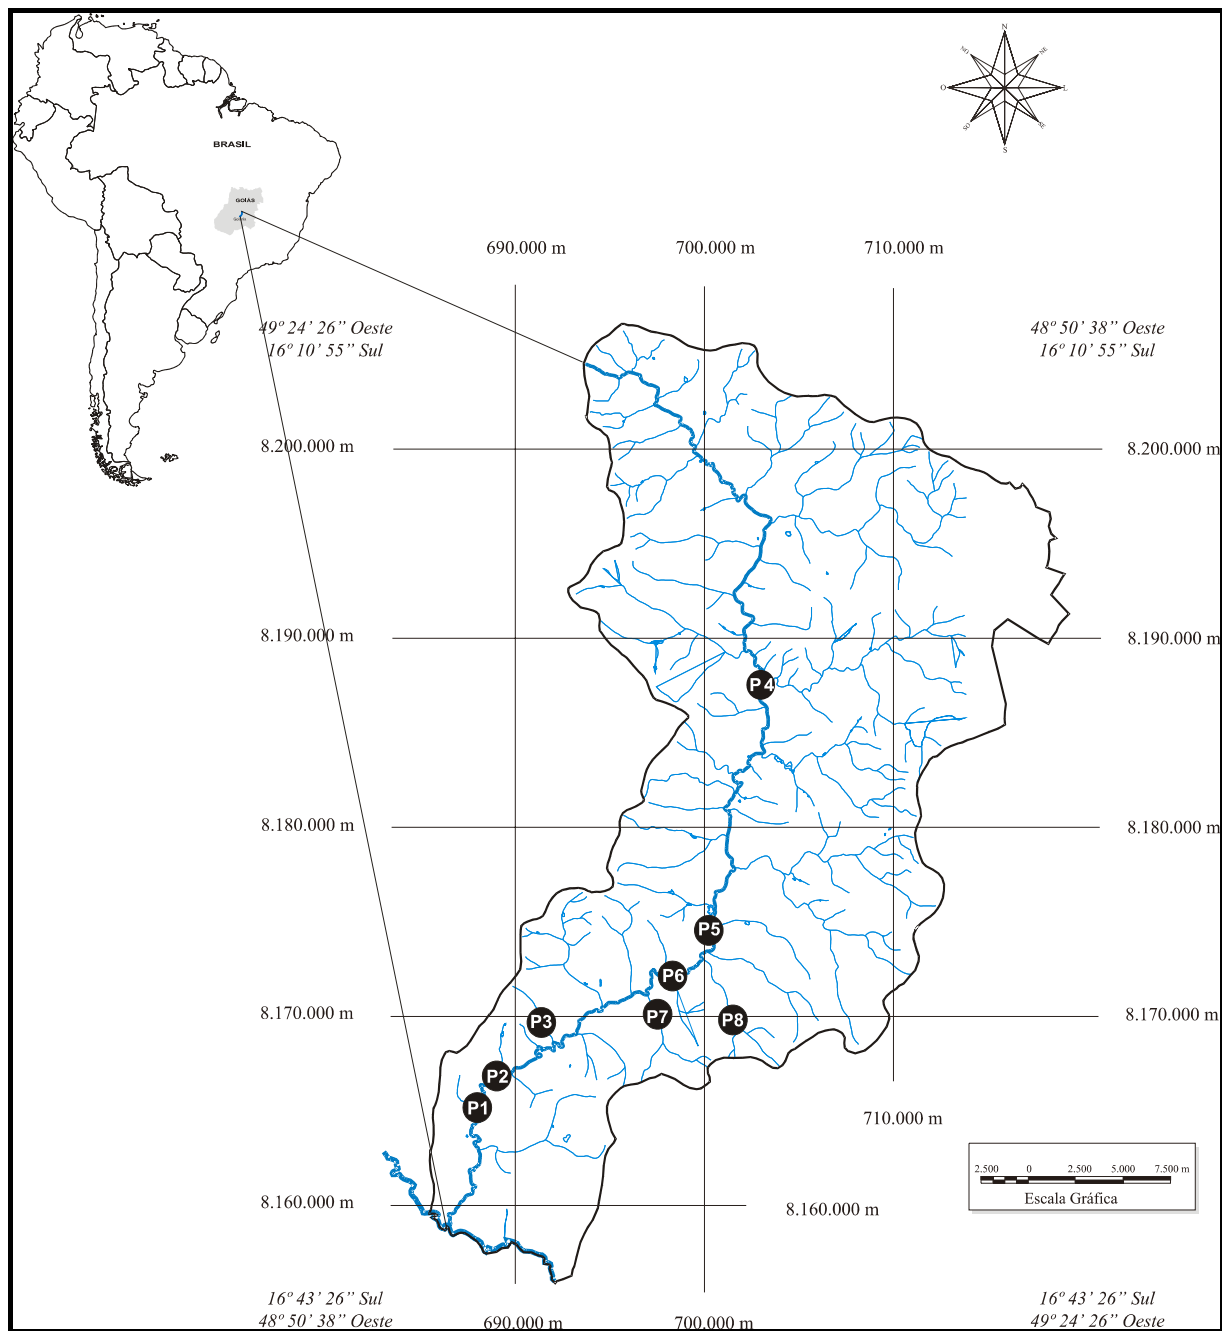 N
NO
NE
O
L
SO
SE
S
BRASIL
GOIÁS
690.000 m
700.000 m
710.000 m
49º 24’ 26” Oeste
16º 10’ 55” Sul
48º 50’ 38” Oeste
16º 10’ 55” Sul
8.200.000 m
8.200.000 m
8.190.000 m
8.190.000 m
P4
8.180.000 m
8.180.000 m
P5
P6
8.170.000 m
P3
P7
P8
8.170.000 m
P2
P1
710.000 m
2.500 0 2.500 5.000 7.500 m
Escala Gráfica
8.160.000 m
8.160.000 m
16º 43’ 26” Sul
48º 50’ 38” Oeste
690.000 m
700.000 m
16º 43’ 26” Sul
49º 24’ 26” Oeste